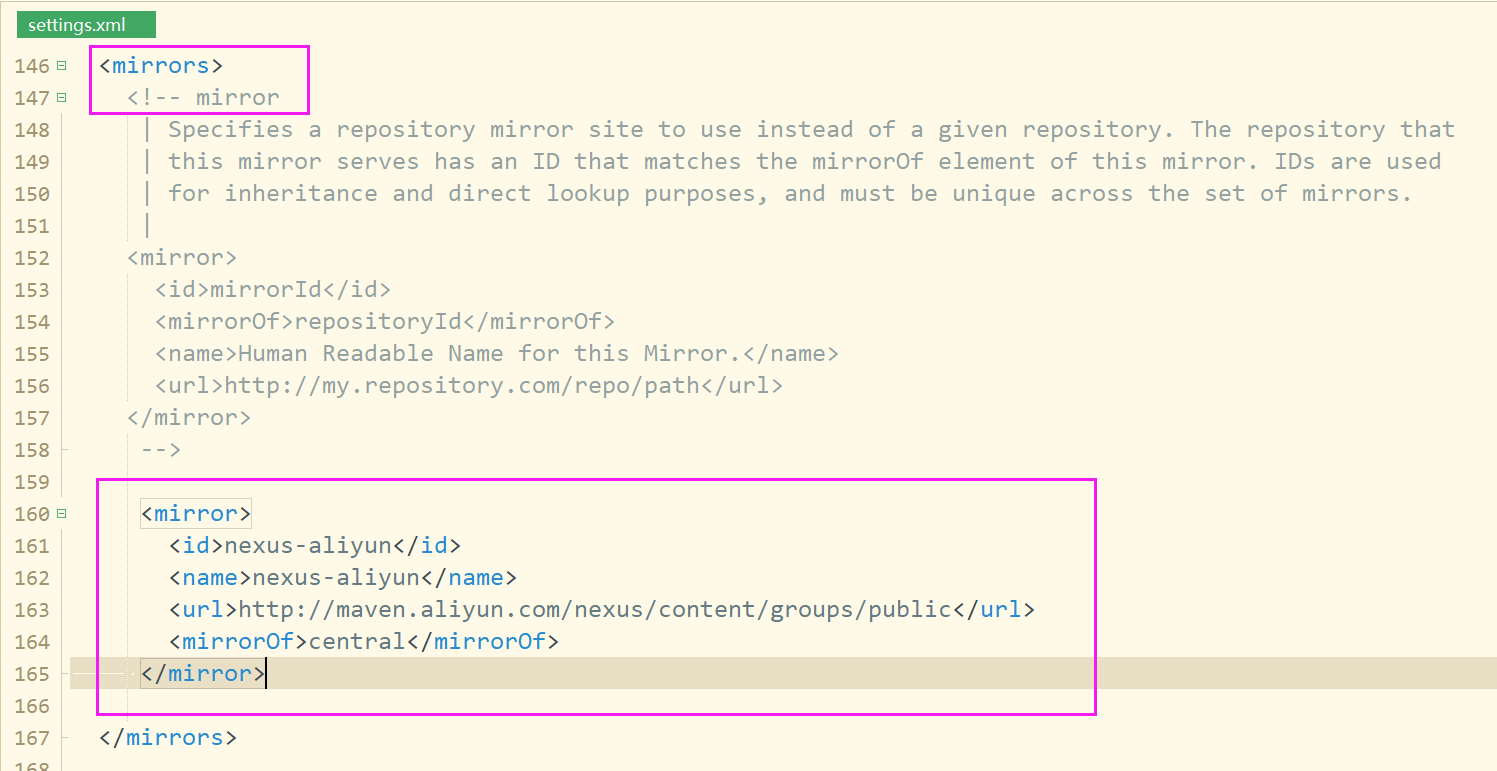 settings.xml
146 <mirrors>
147 <!-- mirror
148 | Specifies a repository mirror site to use instead of a given repository. The repository that
149 | this mirror serves has an ID that matches the mirrorOf element of this mirror. IDs are used
150 | for inheritance and direct lookup purposes, and must be unique across the set of mirrors.
151 |
152 <mirror>
153 <id>mirrorId</id>
154 <mirrorOf>repositoryId</mirrorOf>
155 <name>Human Readable Name for this Mirror.</name>
156 <url>http://my.repository.com/repo/path</url>
157 </mirror>
158 -->
159
160 <mirror>
161 <id>nexus-aliyun</id>
162 <name>nexus-aliyun</name>
163 <url>http://maven.aliyun.com/nexus/content/groups/public</url>
164 <mirrorOf>central</mirrorOf>
165 </mirror>
166
167 </mirrors>
168